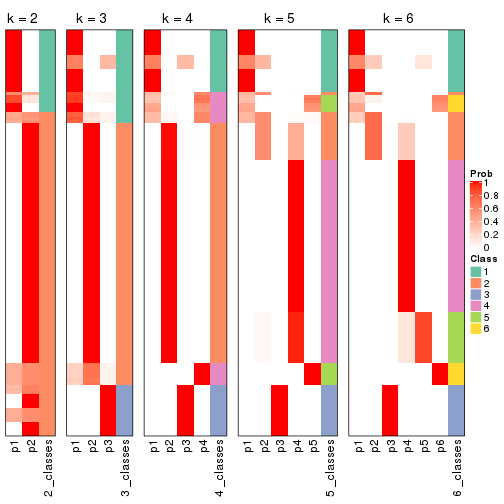 k = 2
k = 3
k = 4
k = 5
k = 6
Prob
1
0.8
0.6
0.4
0.2
0
Class
1
2
3
4
5
6
p1
p2
2_classes
p1
p2
p3
3_classes
p1
p2
p3
p4
4_classes
p1
p2
p3
p4
p5
5_classes
p1
p2
p3
p4
p5
p6
6_classes